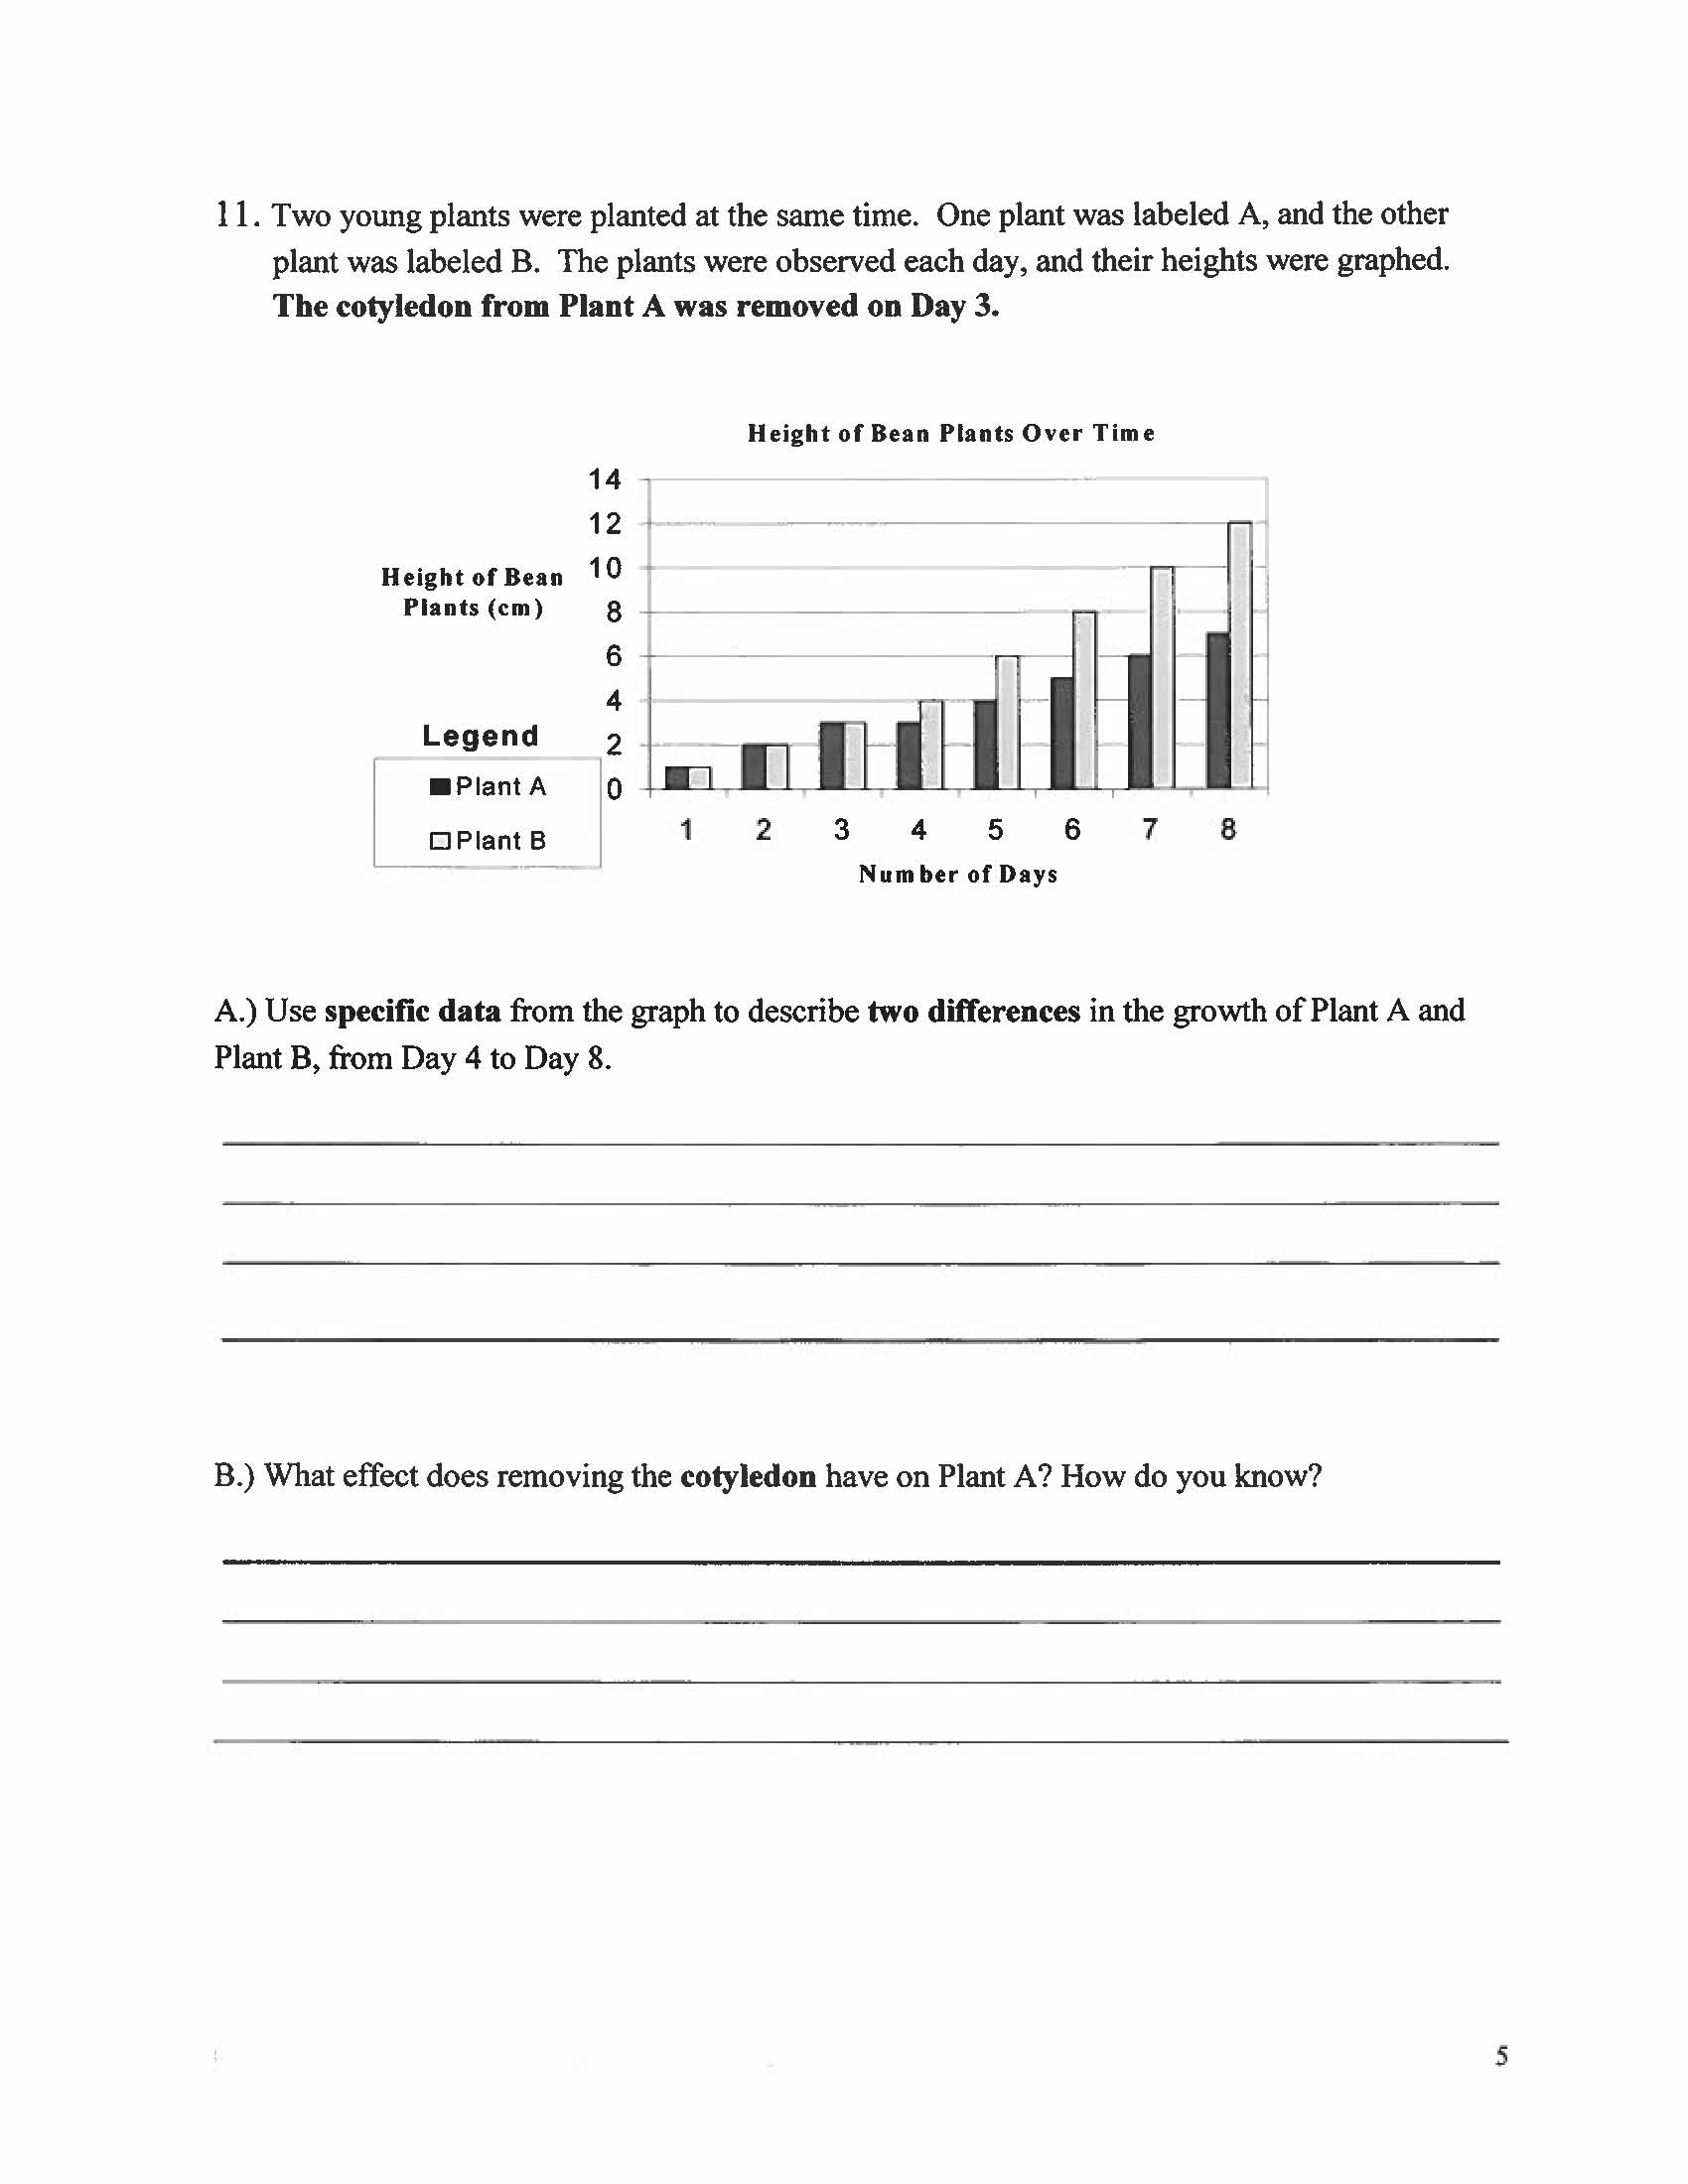 11. Two young plants were planted at the same time. One plant was labeled A, and the other
plant was labeled B. The plants were observed each day, and their heights were graphed.
The cotyledon from Plant A was removed on Day 3.
Height of Bean Plants Over Time
14
12
10
8
6
4
2
0
Height of Bean
Plants (cm)
Legend
Plant A
Plant B
1 2 3 4 5 6 7 8
Number of Days
A.) Use specific data from the graph to describe two differences in the growth of Plant A and
Plant B, from Day 4 to Day 8.
B.) What effect does removing the cotyledon have on Plant A? How do you know?
5